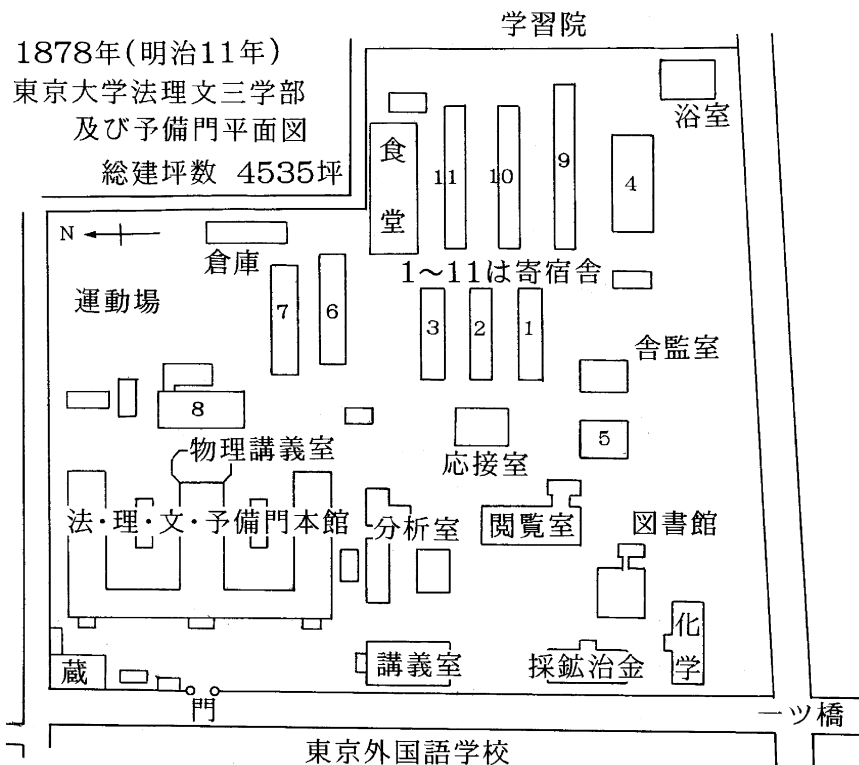 学習院
1878年(明治11年)
東京大学法理文三学部
及び予備門平面図
総建坪数 4535坪
浴室
食堂
11
10
9
4
N
倉庫
1～11は寄宿舎
運動場
7
6
3
2
1
舎監室
8
5
物理講義室
応接室
法・理・文・予備門本館
分析室
閲覧室
図書館
化学
蔵
講義室
採鉱冶金
門
一ツ橋
東京外国語学校